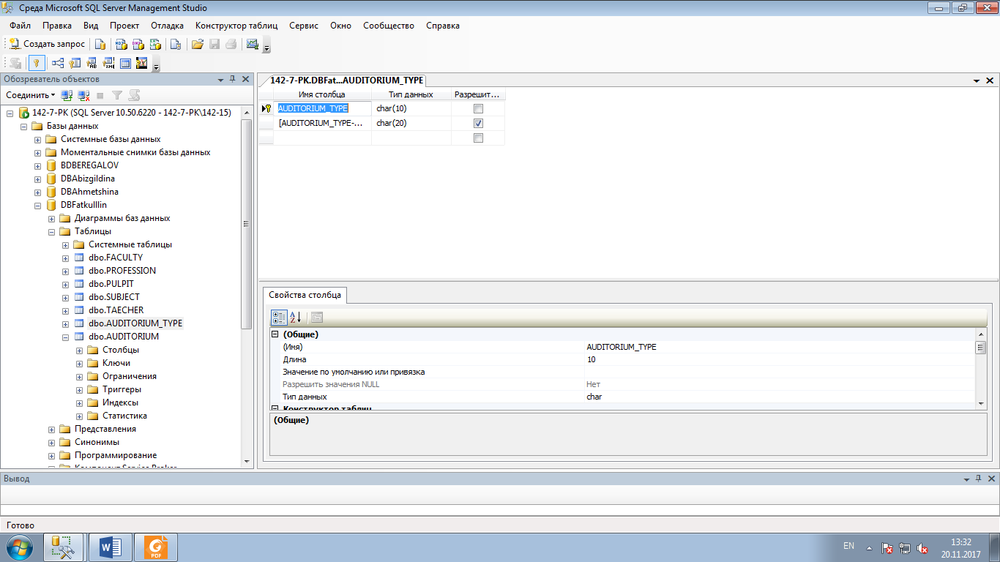 Среда Microsoft SQL Server Management Studio
Файл Правка Вид Проект Отладка Конструктор таблиц Сервис Окно Сообщество Справка
Создать запрос
Обозреватель объектов
Соединить
142-7-PK (SQL Server 10.50.6220 - 142-7-PK\142-15)
Базы данных
Системные базы данных
Моментальные снимки базы данных
BDBEREGALOV
DBAbizgildina
DBAhmetshina
DBFatkulllin
Диаграммы баз данных
Таблицы
Системные таблицы
dbo.FACULTY
dbo.PROFESSION
dbo.PULPIT
dbo.SUBJECT
dbo.TAECHER
dbo.AUDITORIUM_TYPE
dbo.AUDITORIUM
Столбцы
Ключи
Ограничения
Триггеры
Индексы
Статистика
Представления
Синонимы
Программирование
Компонент Service Broker
142-7-PK.DBFat...AUDITORIUM_TYPE
Имя столбца Тип данных Разрешит...
AUDITORIUM_TYPE char(10)
[AUDITORIUM_TYPE-... char(20)
Свойства столбца
(Общие)
(Имя) AUDITORIUM_TYPE
Длина 10
Значение по умолчанию или привязка
Разрешить значения NULL Нет
Тип данных char
Конструктор таблиц
(Общие)
Вывод
Готово
PDF
EN
13:32
20.11.2017